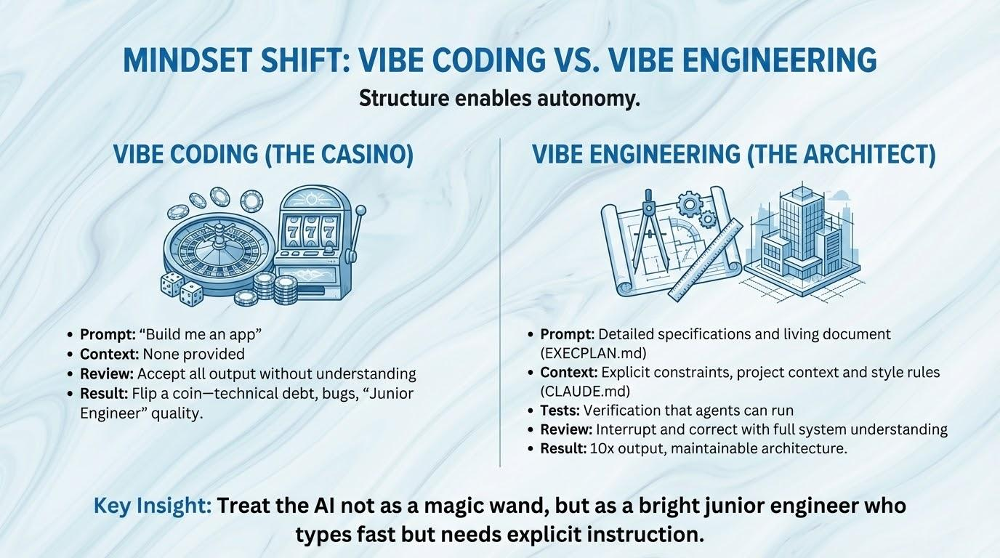 MINDSET SHIFT: VIBE CODING VS. VIBE ENGINEERING
Structure enables autonomy.
VIBE CODING (THE CASINO)
7 7 7
• Prompt: “Build me an app”
• Context: None provided
• Review: Accept all output without understanding
• Result: Flip a coin—technical debt, bugs, “Junior
Engineer” quality.
VIBE ENGINEERING (THE ARCHITECT)
• Prompt: Detailed specifications and living document
(EXECPLAN.md)
• Context: Explicit constraints, project context and style rules
(CLAUDE.md)
• Tests: Verification that agents can run
• Review: Interrupt and correct with full system understanding
• Result: 10x output, maintainable architecture.
Key Insight: Treat the AI not as a magic wand, but as a bright junior engineer who
types fast but needs explicit instruction.